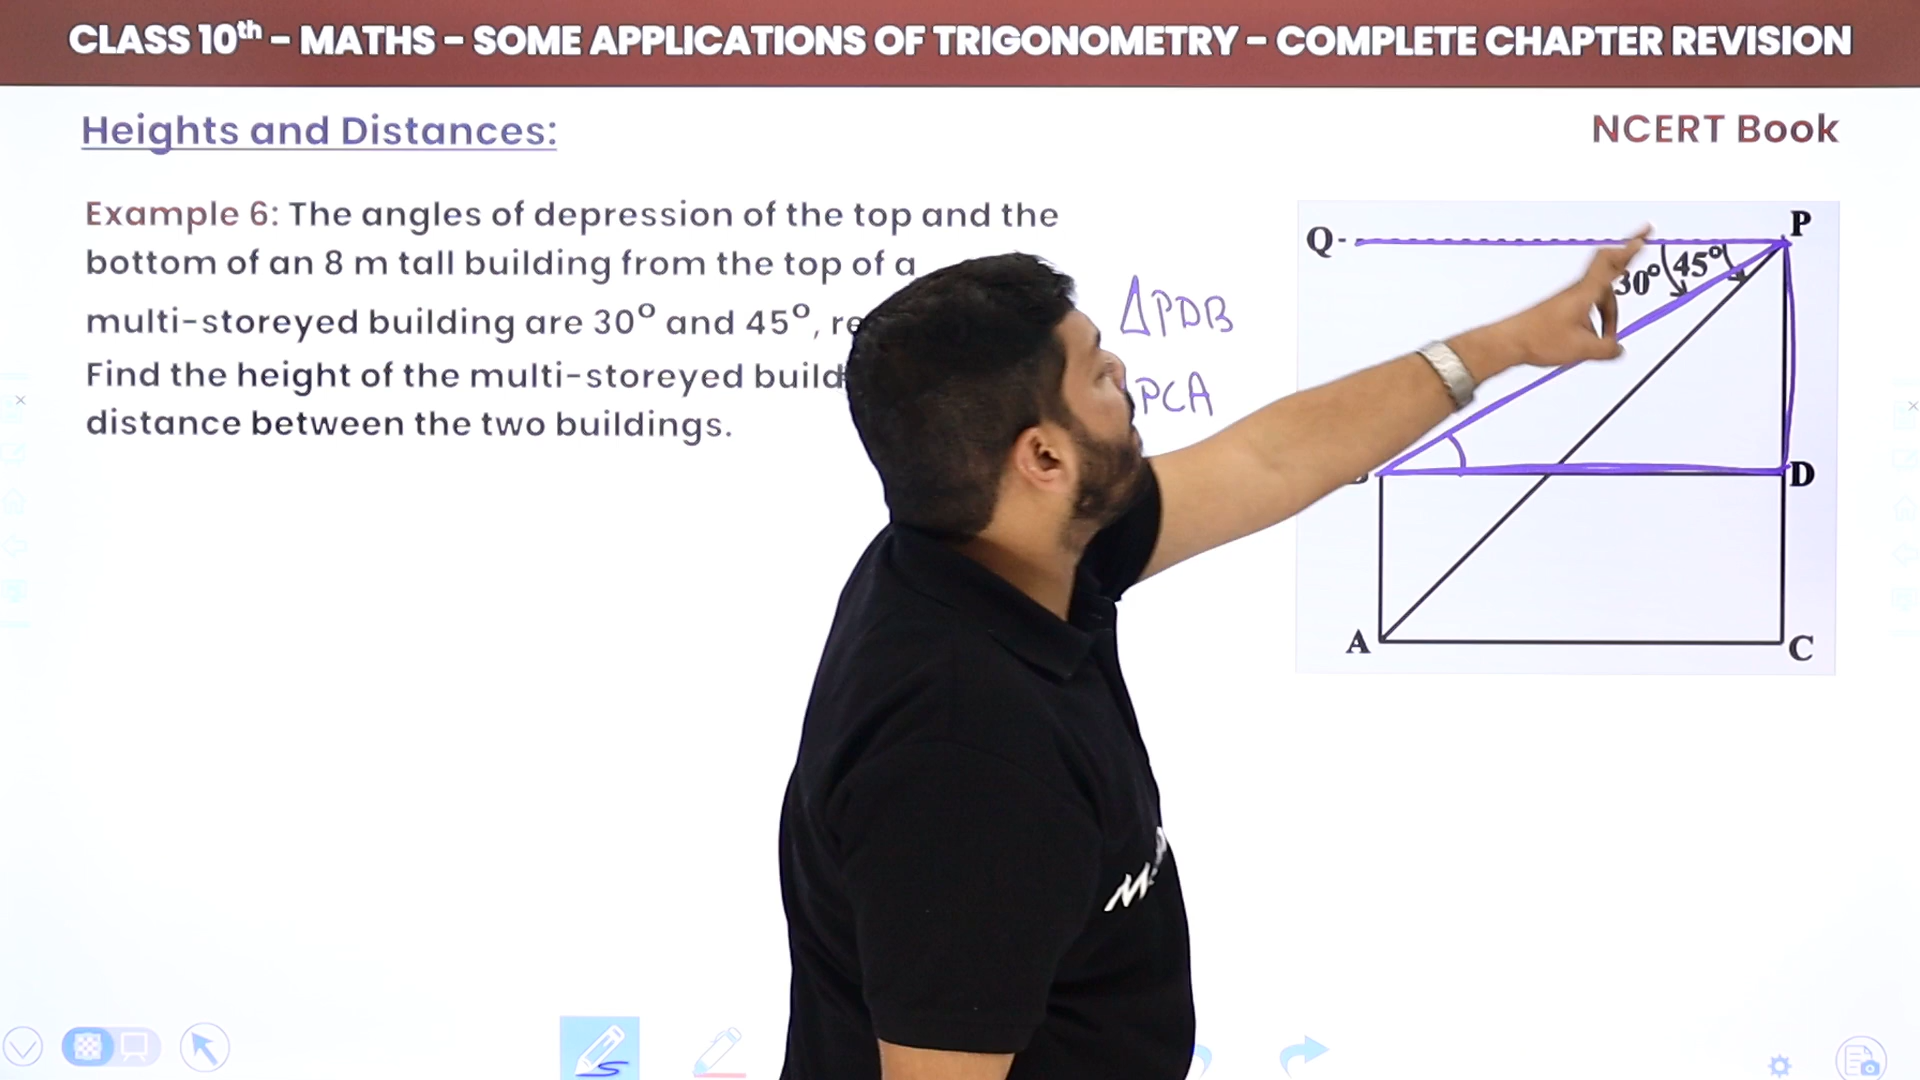 CLASS 10th - MATHS - SOME APPLICATIONS OF TRIGONOMETRY - COMPLETE CHAPTER REVISION
Heights and Distances:
NCERT Book
Example 6: The angles of depression of the top and the
bottom of an 8 m tall building from the top of a
multi-storeyed building are 30° and 45°,
Find the height of the multi-storeyed
distance between the two buildings.
ΔPDB
PCA
Q
P
30°
45°
D
A
C